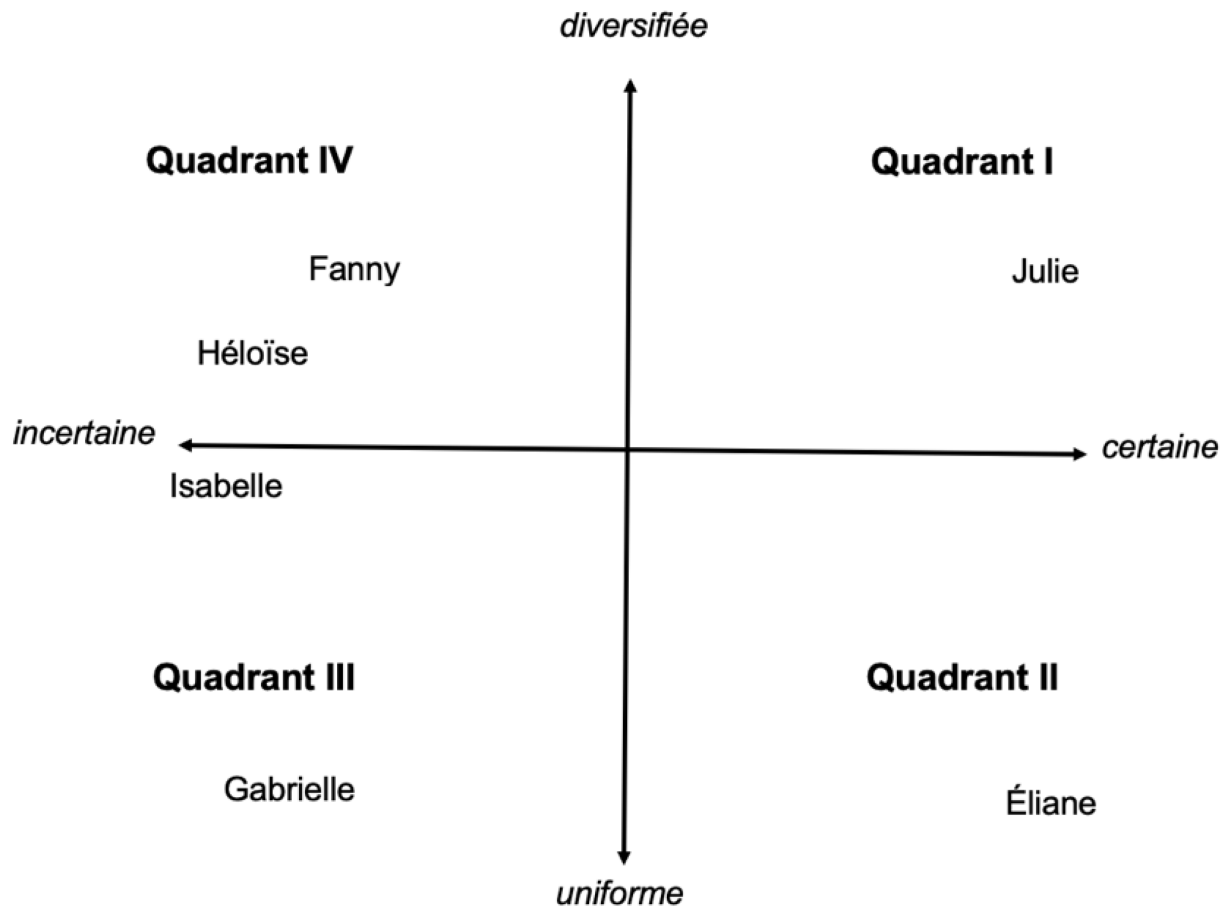 diversifiée
Quadrant IV
Quadrant I
Fanny
Julie
Héloïse
incertaine
certaine
Isabelle
Quadrant III
Quadrant II
Gabrielle
Éliane
uniforme